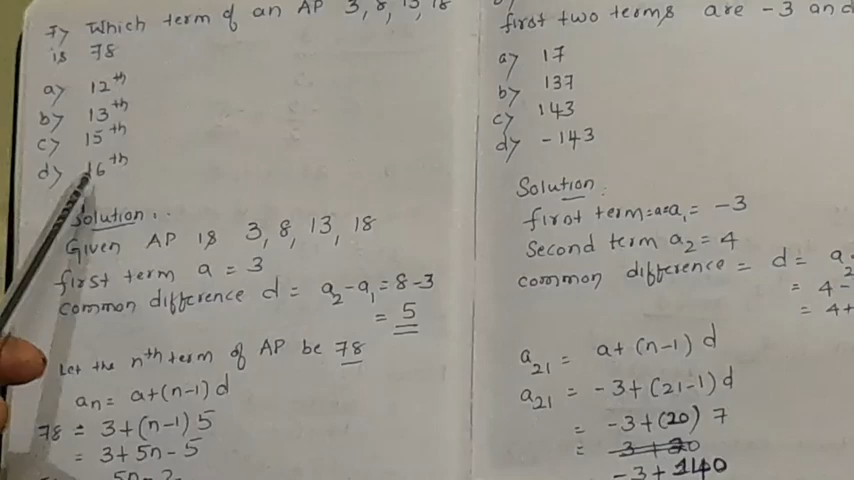 7) Which term of an AP 3, 8, 13, 18
is 78
a) 12th
b) 13th
c) 15th
d) 16th
Solution:
Given AP is 3, 8, 13, 18
first term a = 3
common difference d = a2 - a1 = 8-3
= 5
Let the nth term of AP be 78
an = a+(n-1) d
78 = 3+(n-1) 5
= 3+5n-5
first two terms are -3 and
a) 17
b) 137
c) 143
d) -143
Solution:
first term = a = a1 = -3
Second term a2 = 4
common difference = d = a2
= 4-
= 4+
a21 = a+(n-1) d
a21 = -3+(21-1) d
= -3+(20) 7
=
-3+140